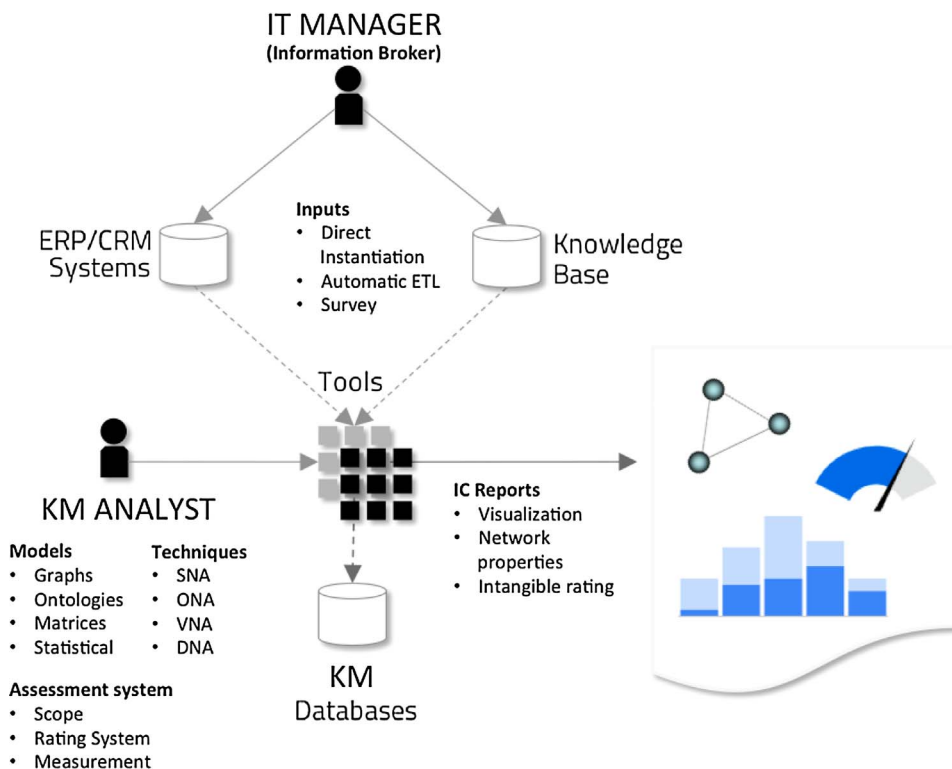 IT MANAGER
(Information Broker)
ERP/CRM
Systems
Inputs
• Direct
Instantiation
• Automatic ETL
• Survey
Knowledge
Base
Tools
KM ANALYST
Models
• Graphs
• Ontologies
• Matrices
• Statistical
Techniques
• SNA
• ONA
• VNA
• DNA
Assessment system
• Scope
• Rating System
• Measurement
IC Reports
• Visualization
• Network
properties
• Intangible rating
KM
Databases